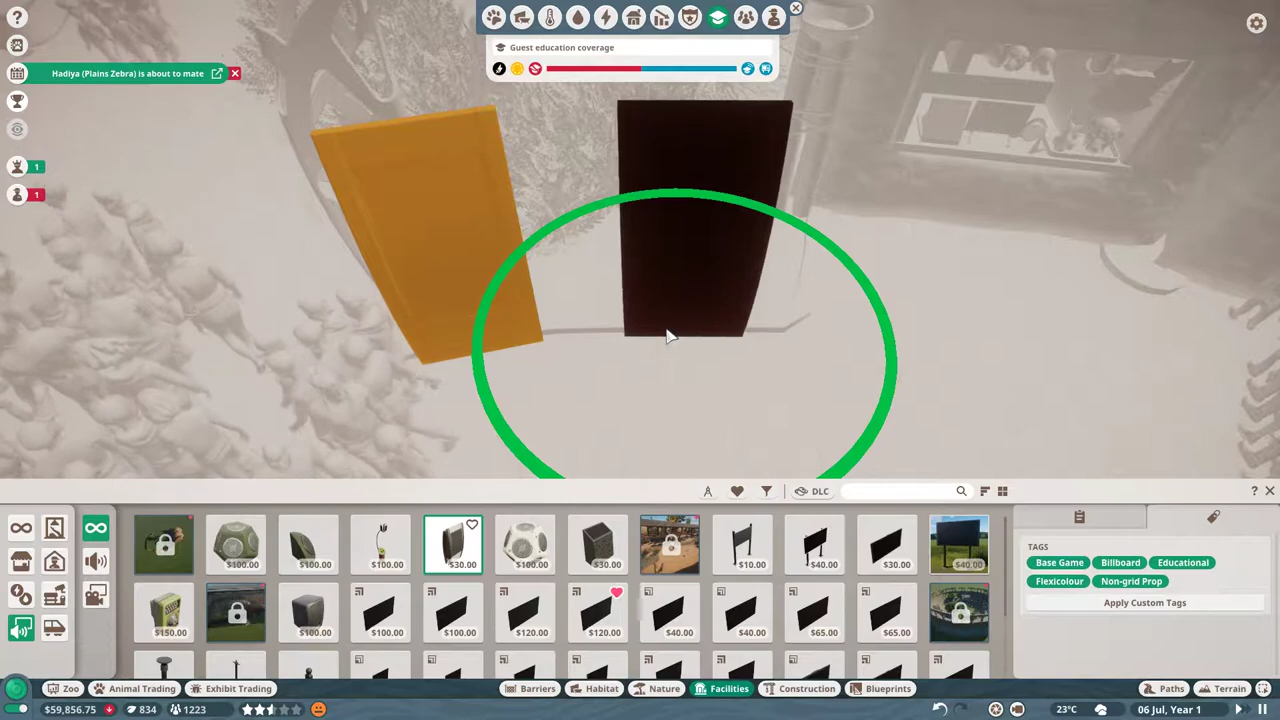 ?
Guest education coverage
Hadiya (Plains Zebra) is about to mate
1
1
DLC
?
$100.00
$100.00
$100.00
$30.00
$100.00
$30.00
$10.00
$40.00
$30.00
$40.00
TAGS
Base Game
Billboard
Educational
Flexicolour
Non-grid Prop
Apply Custom Tags
$150.00
$100.00
$100.00
$100.00
$120.00
$120.00
$40.00
$40.00
$65.00
$65.00
Zoo
Animal Trading
Exhibit Trading
Barriers
Habitat
Nature
Facilities
Construction
Blueprints
Paths
Terrain
$59,856.75
834
1223
23°C
06 Jul, Year 1